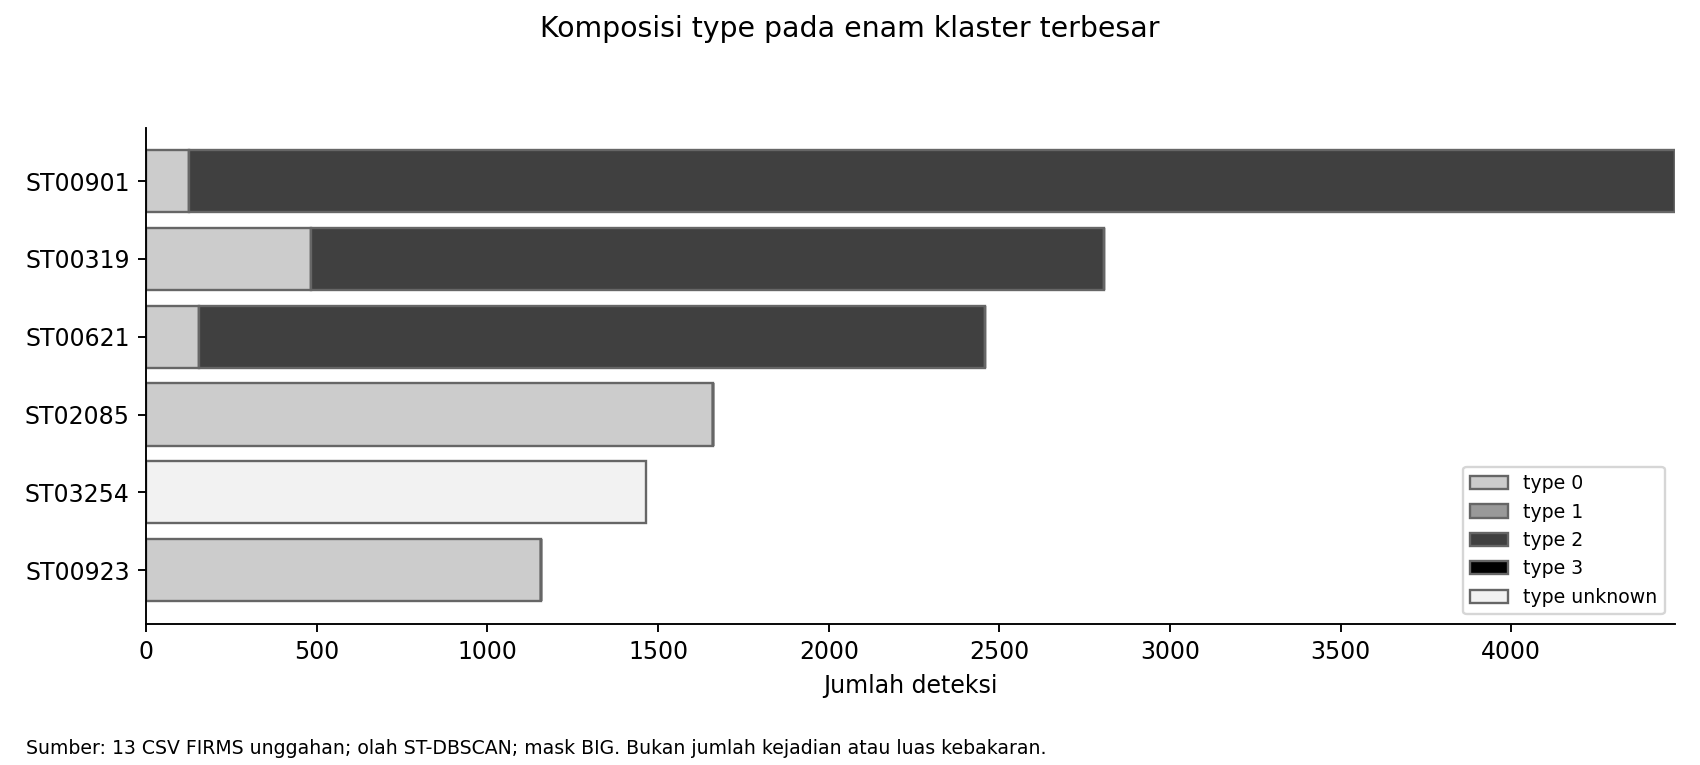 Komposisi type pada enam klaster terbesar
ST00901
ST00319
ST00621
ST02085
ST03254
ST00923
type 0
type 1
type 2
type 3
type unknown
0 500 1000 1500 2000 2500 3000 3500 4000
Jumlah deteksi
Sumber: 13 CSV FIRMS unggahan; olah ST-DBSCAN; mask BIG. Bukan jumlah kejadian atau luas kebakaran.